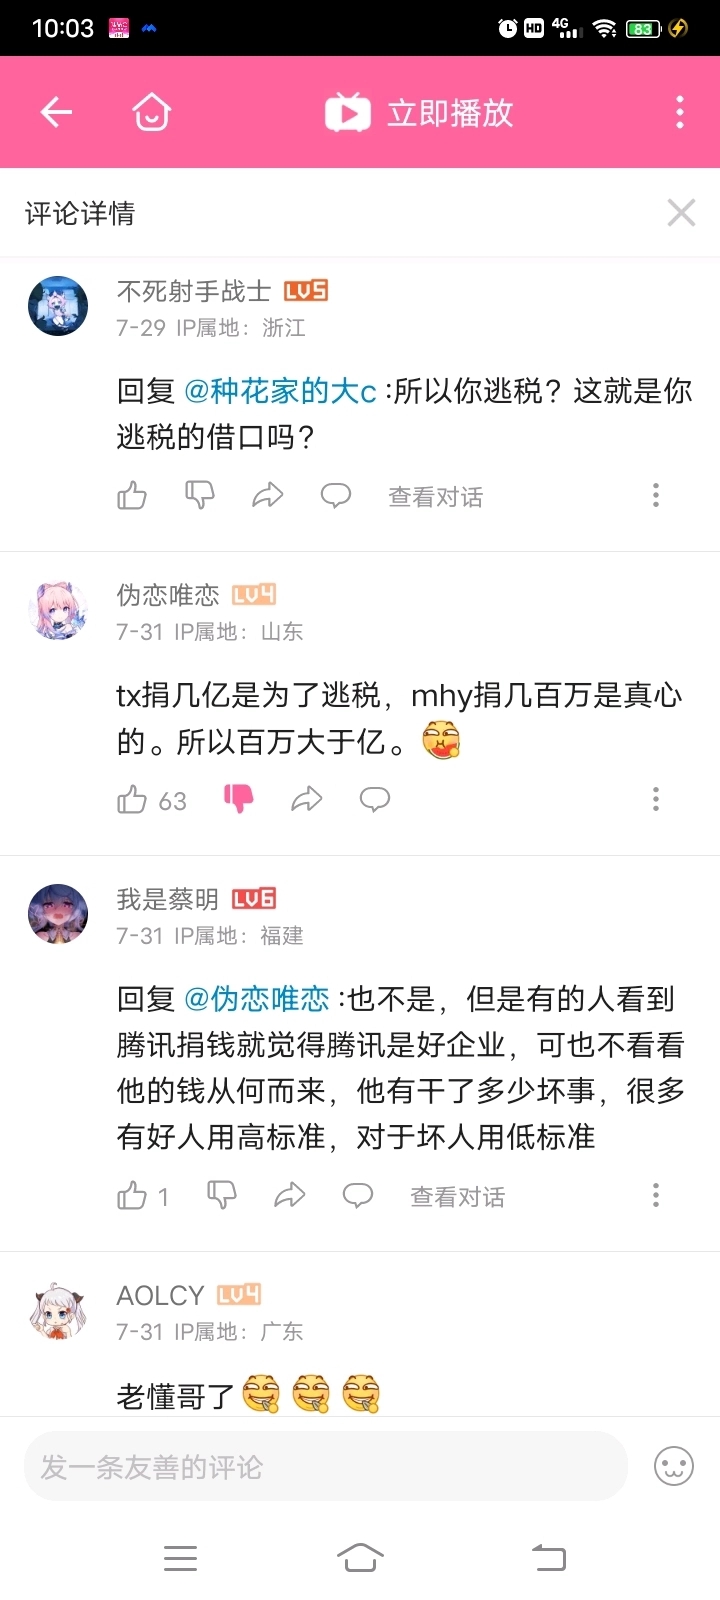 10:03
HD 4G 83
立即播放
评论详情
不死射手战士 LV5
7-29 IP属地：浙江
回复 @种花家的大c :所以你逃税？这就是你
逃税的借口吗？
查看对话
伪恋唯恋 LV4
7-31 IP属地：山东
tx捐几亿是为了逃税，mhy捐几百万是真心
的。所以百万大于亿。
63
我是蔡明 LV6
7-31 IP属地：福建
回复 @伪恋唯恋 :也不是，但是有的人看到
腾讯捐钱就觉得腾讯是好企业，可也不看看
他的钱从何而来，他有干了多少坏事，很多
有好人用高标准，对于坏人用低标准
1 查看对话
AOLCY LV4
7-31 IP属地：广东
老懂哥了
发一条友善的评论